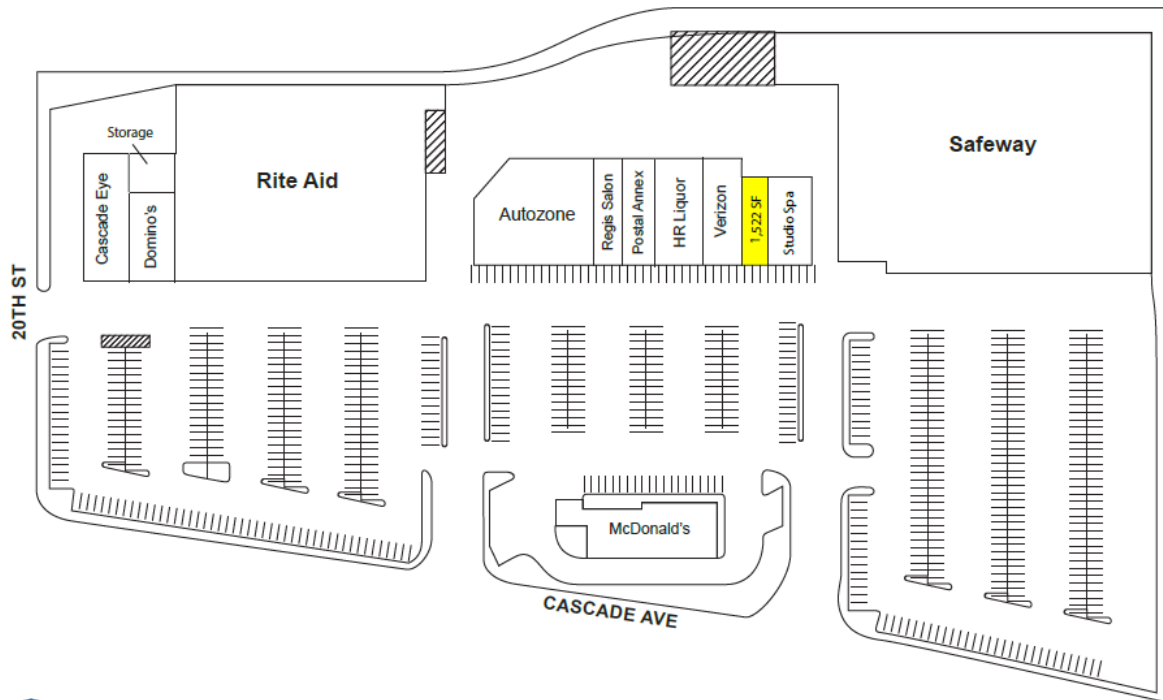 Storage
Cascade Eye
Domino's
Rite Aid
Autozone
Regis Salon
Postal Annex
HR Liquor
Verizon
1,522 SF
Studio Spa
Safeway
20TH ST
McDonald's
CASCADE AVE